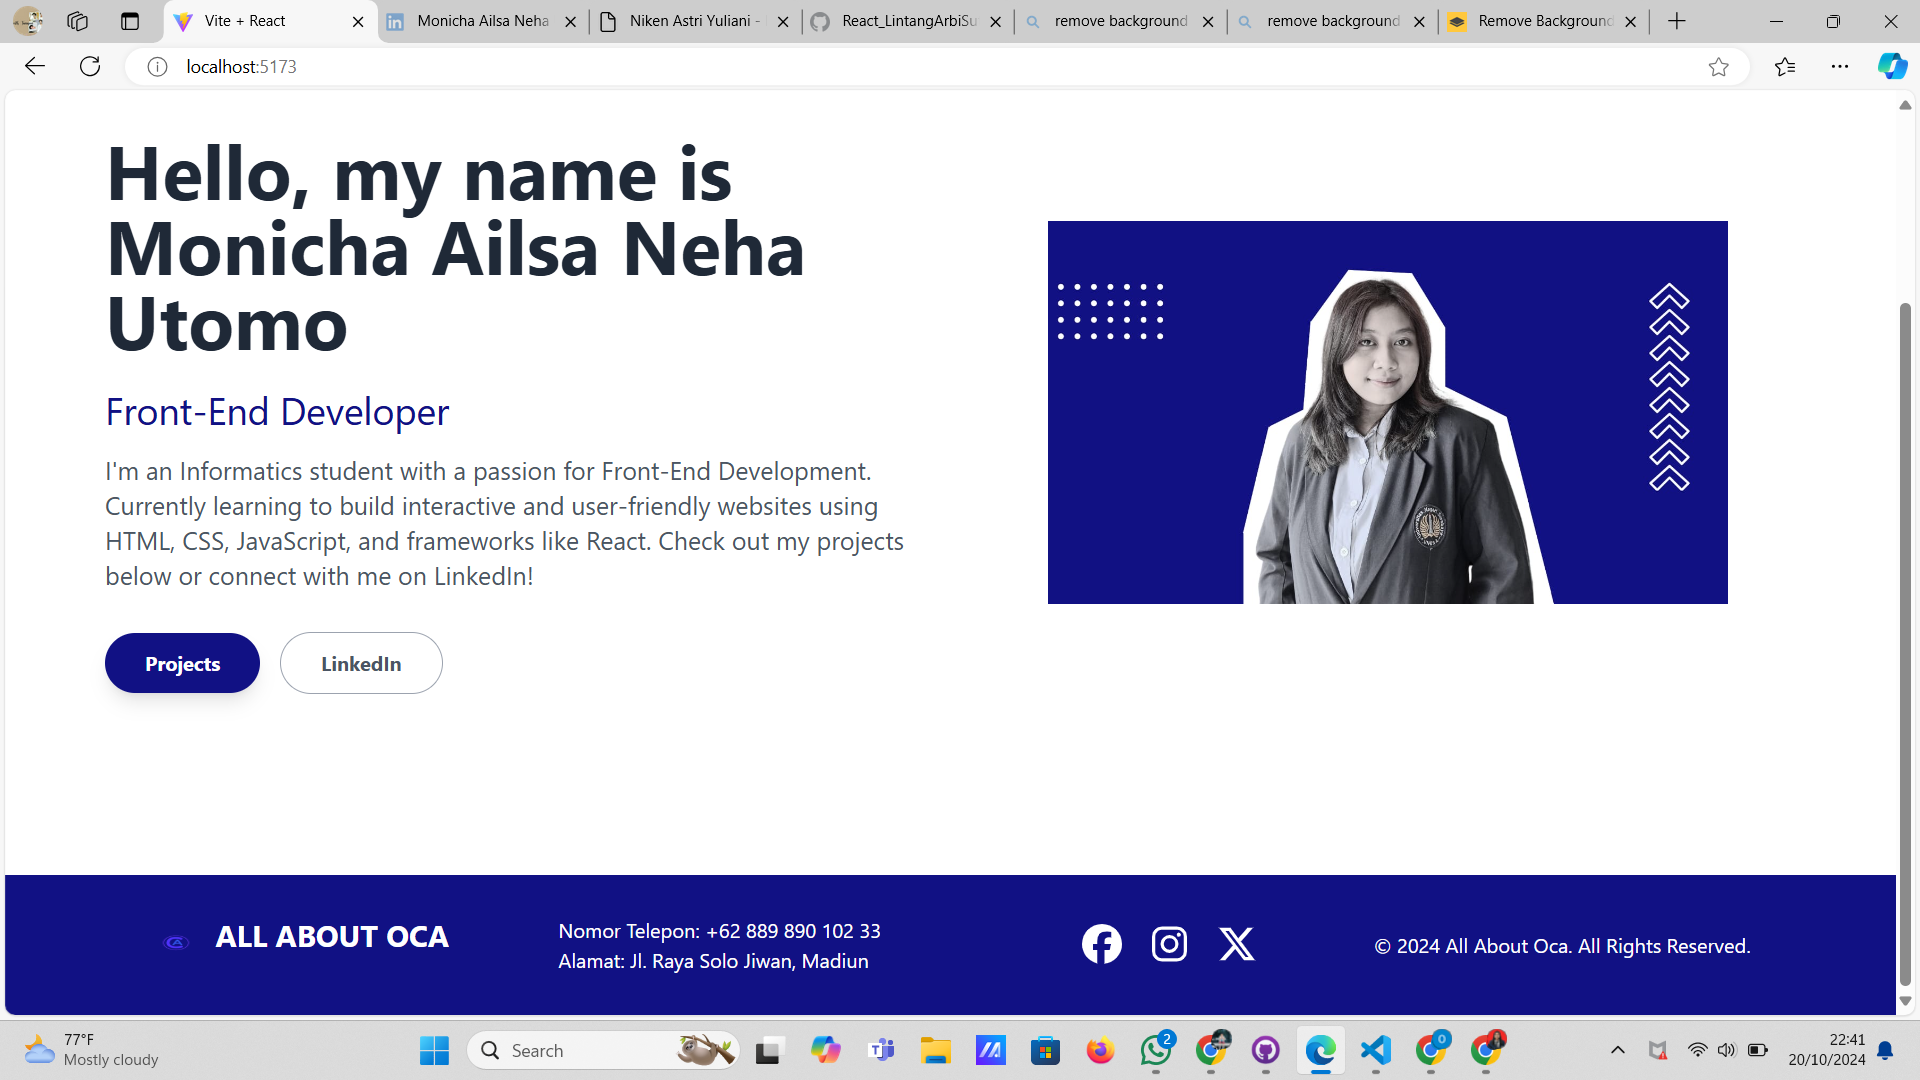 Vite + React
Monicha Ailsa Neha
Niken Astri Yuliani -
React_LintangArbiSu
remove background
remove background
Remove Background
localhost:5173
Hello, my name is
Monicha Ailsa Neha
Utomo
Front-End Developer
I'm an Informatics student with a passion for Front-End Development.
Currently learning to build interactive and user-friendly websites using
HTML, CSS, JavaScript, and frameworks like React. Check out my projects
below or connect with me on LinkedIn!
Projects
LinkedIn
ALL ABOUT OCA
Nomor Telepon: +62 889 890 102 33
Alamat: Jl. Raya Solo Jiwan, Madiun
© 2024 All About Oca. All Rights Reserved.
77°F
Mostly cloudy
Search
2
0
22:41
20/10/2024